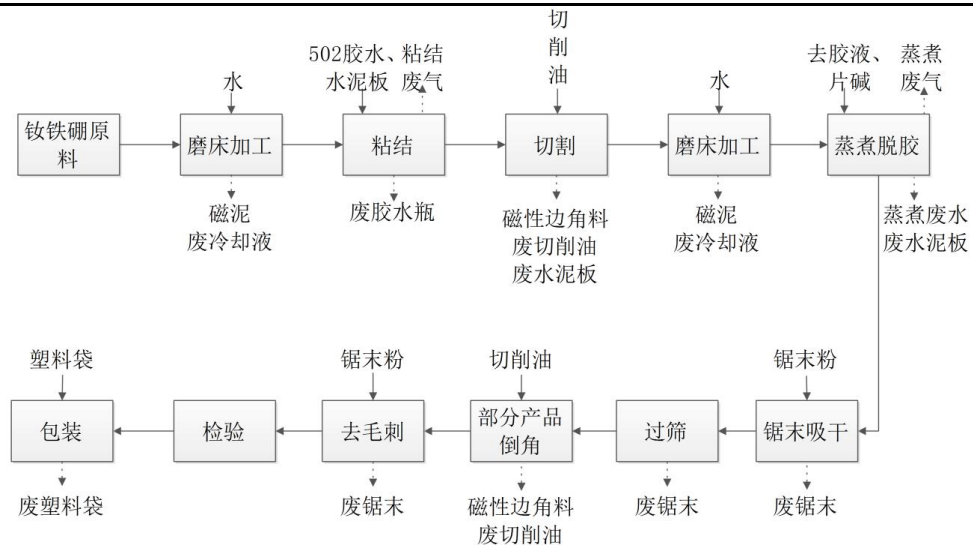 502胶水、
水泥板
粘结
废气
切
削
油
去胶液、
片碱
蒸煮
废气
水
水
钕铁硼原
料
磨床加工
粘结
切割
磨床加工
蒸煮脱胶
磁泥
废冷却液
废胶水瓶
磁性边角料
废切削油
废水泥板
磁泥
废冷却液
蒸煮废水
废水泥板
塑料袋
锯末粉
切削油
锯末粉
包装
检验
去毛刺
部分产品
倒角
过筛
锯末吸干
废塑料袋
废锯末
磁性边角料
废切削油
废锯末
废锯末